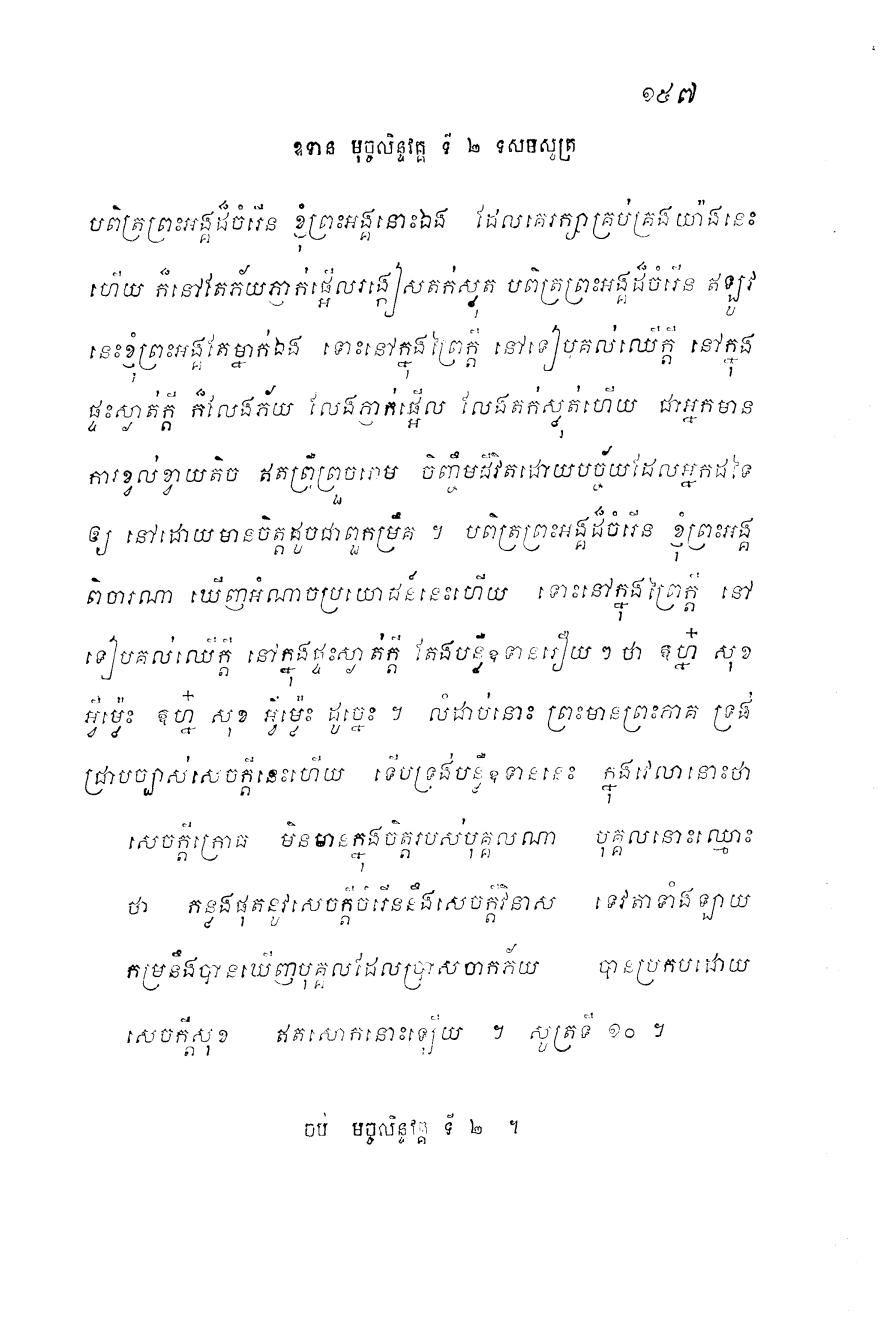 ១៥៧
ឧទាន មុច្ចលិន្ទវគ្គ ទី ២ ទសមសូត្រ
បពិត្រព្រះអង្គដ៏ចំរើន ខ្ញុំព្រះអង្គនោះឯង ដែលគេរក្សាគ្រប់គ្រងយ៉ាងនេះ
ហើយ ក៏នៅតែភ័យភ្ញាក់ផ្អើលរង្គៀសតក់ស្លុត បពិត្រព្រះអង្គដ៏ចំរើន ឥឡូវ
នេះខ្ញុំព្រះអង្គតែម្នាក់ឯង ទោះនៅក្នុងព្រៃក្តី នៅទៀបគល់ឈើក្តី នៅក្នុង
ផ្ទះស្ងាត់ក្តី ក៏លែងភ័យ លែងភ្ញាក់ផ្អើល លែងតក់ស្លុត់ហើយ ជាអ្នកមាន
ការខ្វល់ខ្វាយតិច ឥតព្រឺព្រួចរោម ចិញ្ចឹមជីវិតដោយបច្ច័យដែលអ្នកដទៃ
ឲ្យ នៅដោយមានចិត្តដូចជាពួកម្រឹគ ។ បពិត្រព្រះអង្គដ៏ចំរើន ខ្ញុំព្រះអង្គ
ពិចារណា ឃើញអំណាចប្រយោជន៍នេះហើយ ទោះនៅក្នុងព្រៃក្តី នៅ
ទៀបគល់ឈើក្តី នៅក្នុងផ្ទះស្ងាត់ក្តី តែងបន្លឺឧទានរឿយ ៗ ថា ឱហ្ន៎ សុខ
អ្វីម្ល៉េះ ឱហ្ន៎ សុខ អ្វីម្ល៉េះ ដូច្នេះ ។ លំដាប់នោះ ព្រះមានព្រះភាគ ទ្រង់
ជ្រាបច្បាស់សេចក្តីនេះហើយ ទើបទ្រង់បន្លឺឧទាននេះ ក្នុងវេលានោះថា
សេចក្តីក្រោធ មិនមានក្នុងចិត្តរបស់បុគ្គលណា បុគ្គលនោះឈ្មោះ
ថា កន្លងផុតនូវសេចក្តីចំរើននឹងសេចក្តីវិនាស ទេវតាទាំងឡាយ
កម្រនឹងបានឃើញបុគ្គលដែលប្រាសចាកភ័យ បានប្រកបដោយ
សេចក្តីសុខ ឥតសោកនោះឡើយ ។ សូត្រទី ១០ ។
ចប់ មុច្ចលិន្ទវគ្គ ទី ២ ។